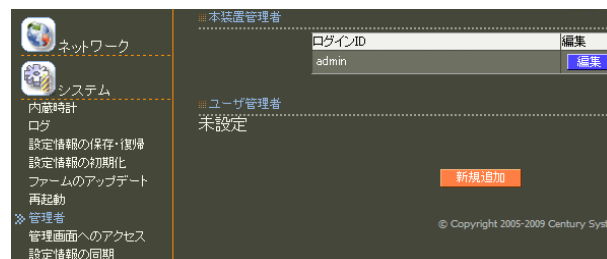 ネットワーク
システム
内蔵時計
ログ
設定情報の保存・復帰
設定情報の初期化
ファームのアップデート
再起動
管理者
管理画面へのアクセス
設定情報の同期
本装置管理者
ログインID 編集
admin 編集
ユーザ管理者
未設定
新規追加
© Copyright 2005-2009 Century Sys